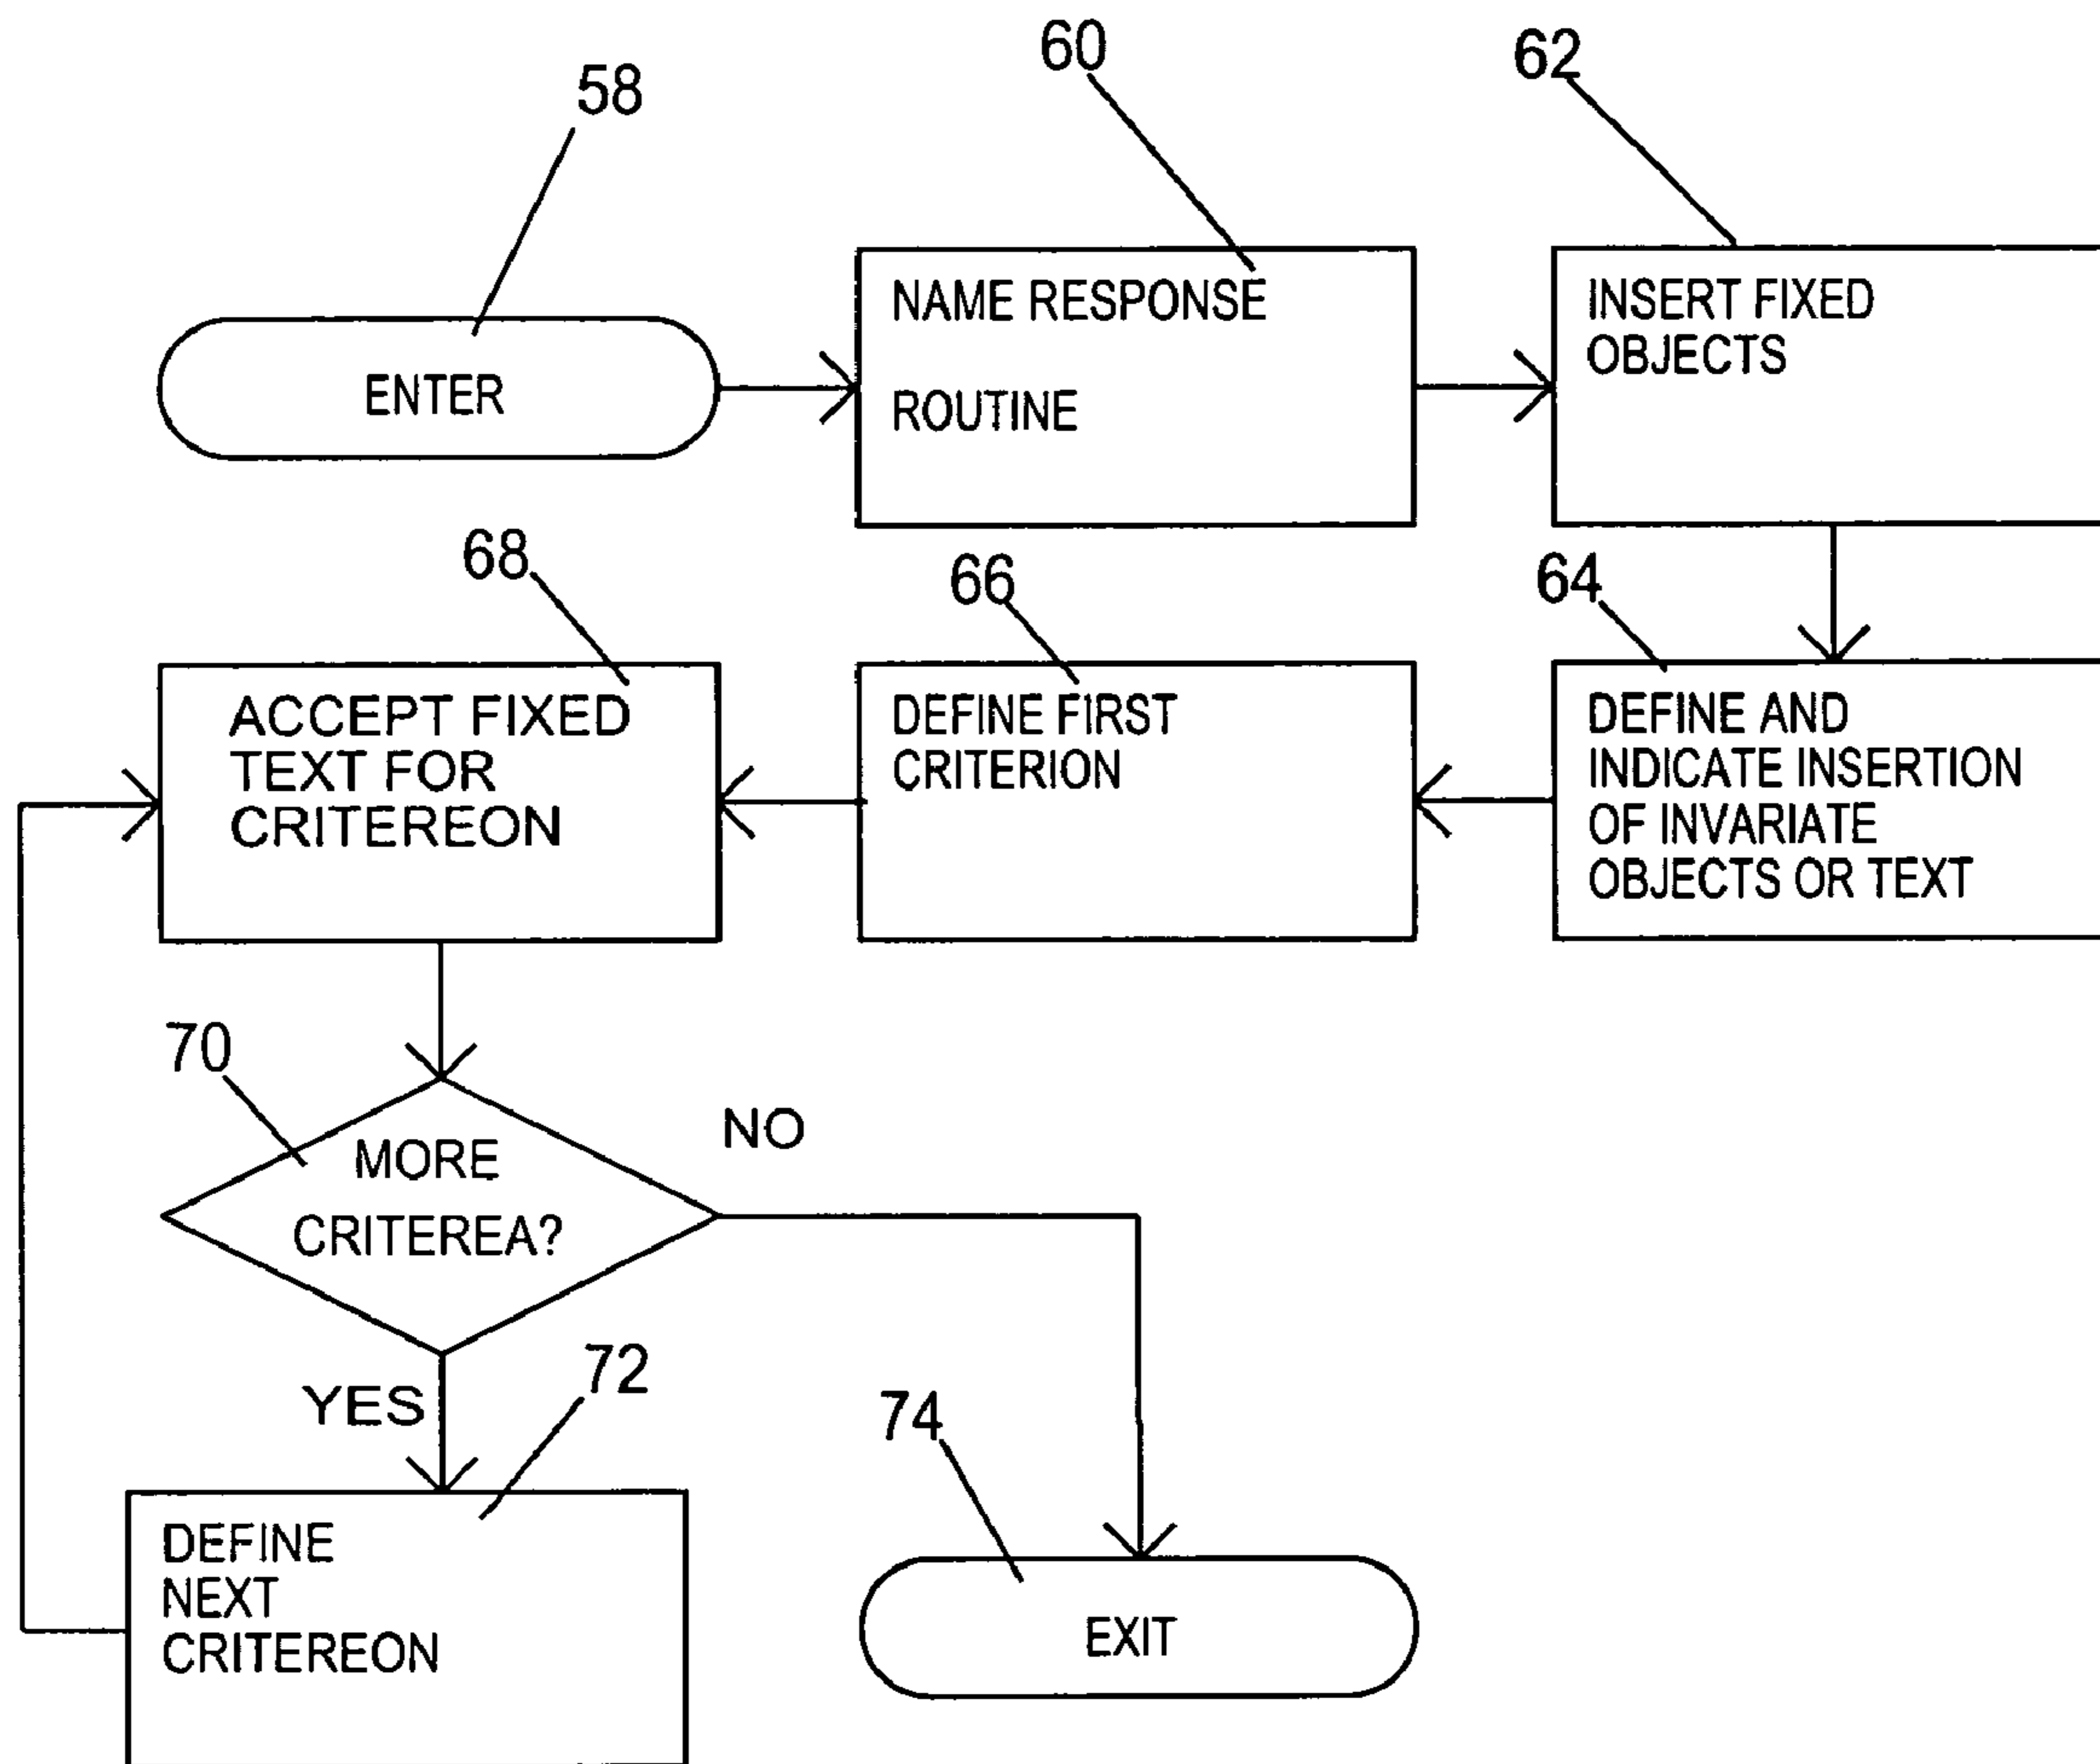 58
60
62
ENTER
NAME RESPONSE
ROUTINE
INSERT FIXED
OBJECTS
68
66
64
ACCEPT FIXED
TEXT FOR
CRITEREON
DEFINE FIRST
CRITERION
DEFINE AND
INDICATE INSERTION
OF INVARIATE
OBJECTS OR TEXT
70
MORE
CRITEREA?
NO
YES
72
74
DEFINE
NEXT
CRITEREON
EXIT